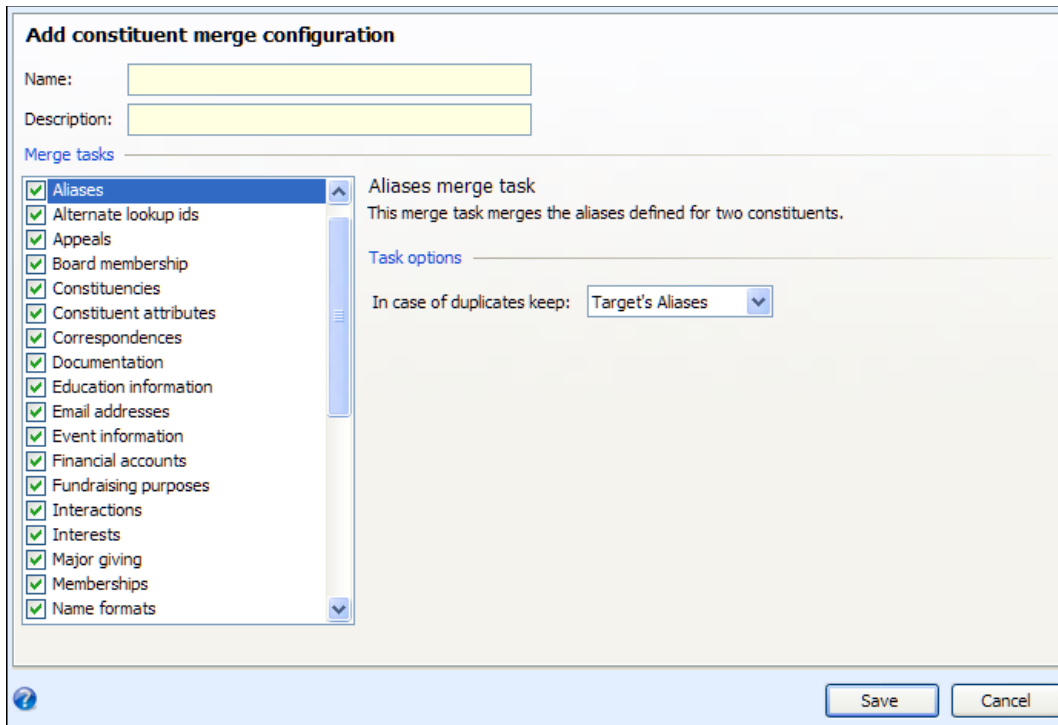 Add constituent merge configuration
Name:
Description:
Merge tasks
Aliases
Alternate lookup ids
Appeals
Board membership
Constituencies
Constituent attributes
Correspondences
Documentation
Education information
Email addresses
Event information
Financial accounts
Fundraising purposes
Interactions
Interests
Major giving
Memberships
Name formats
Aliases merge task
This merge task merges the aliases defined for two constituents.
Task options
In case of duplicates keep: Target's Aliases
?
Save Cancel